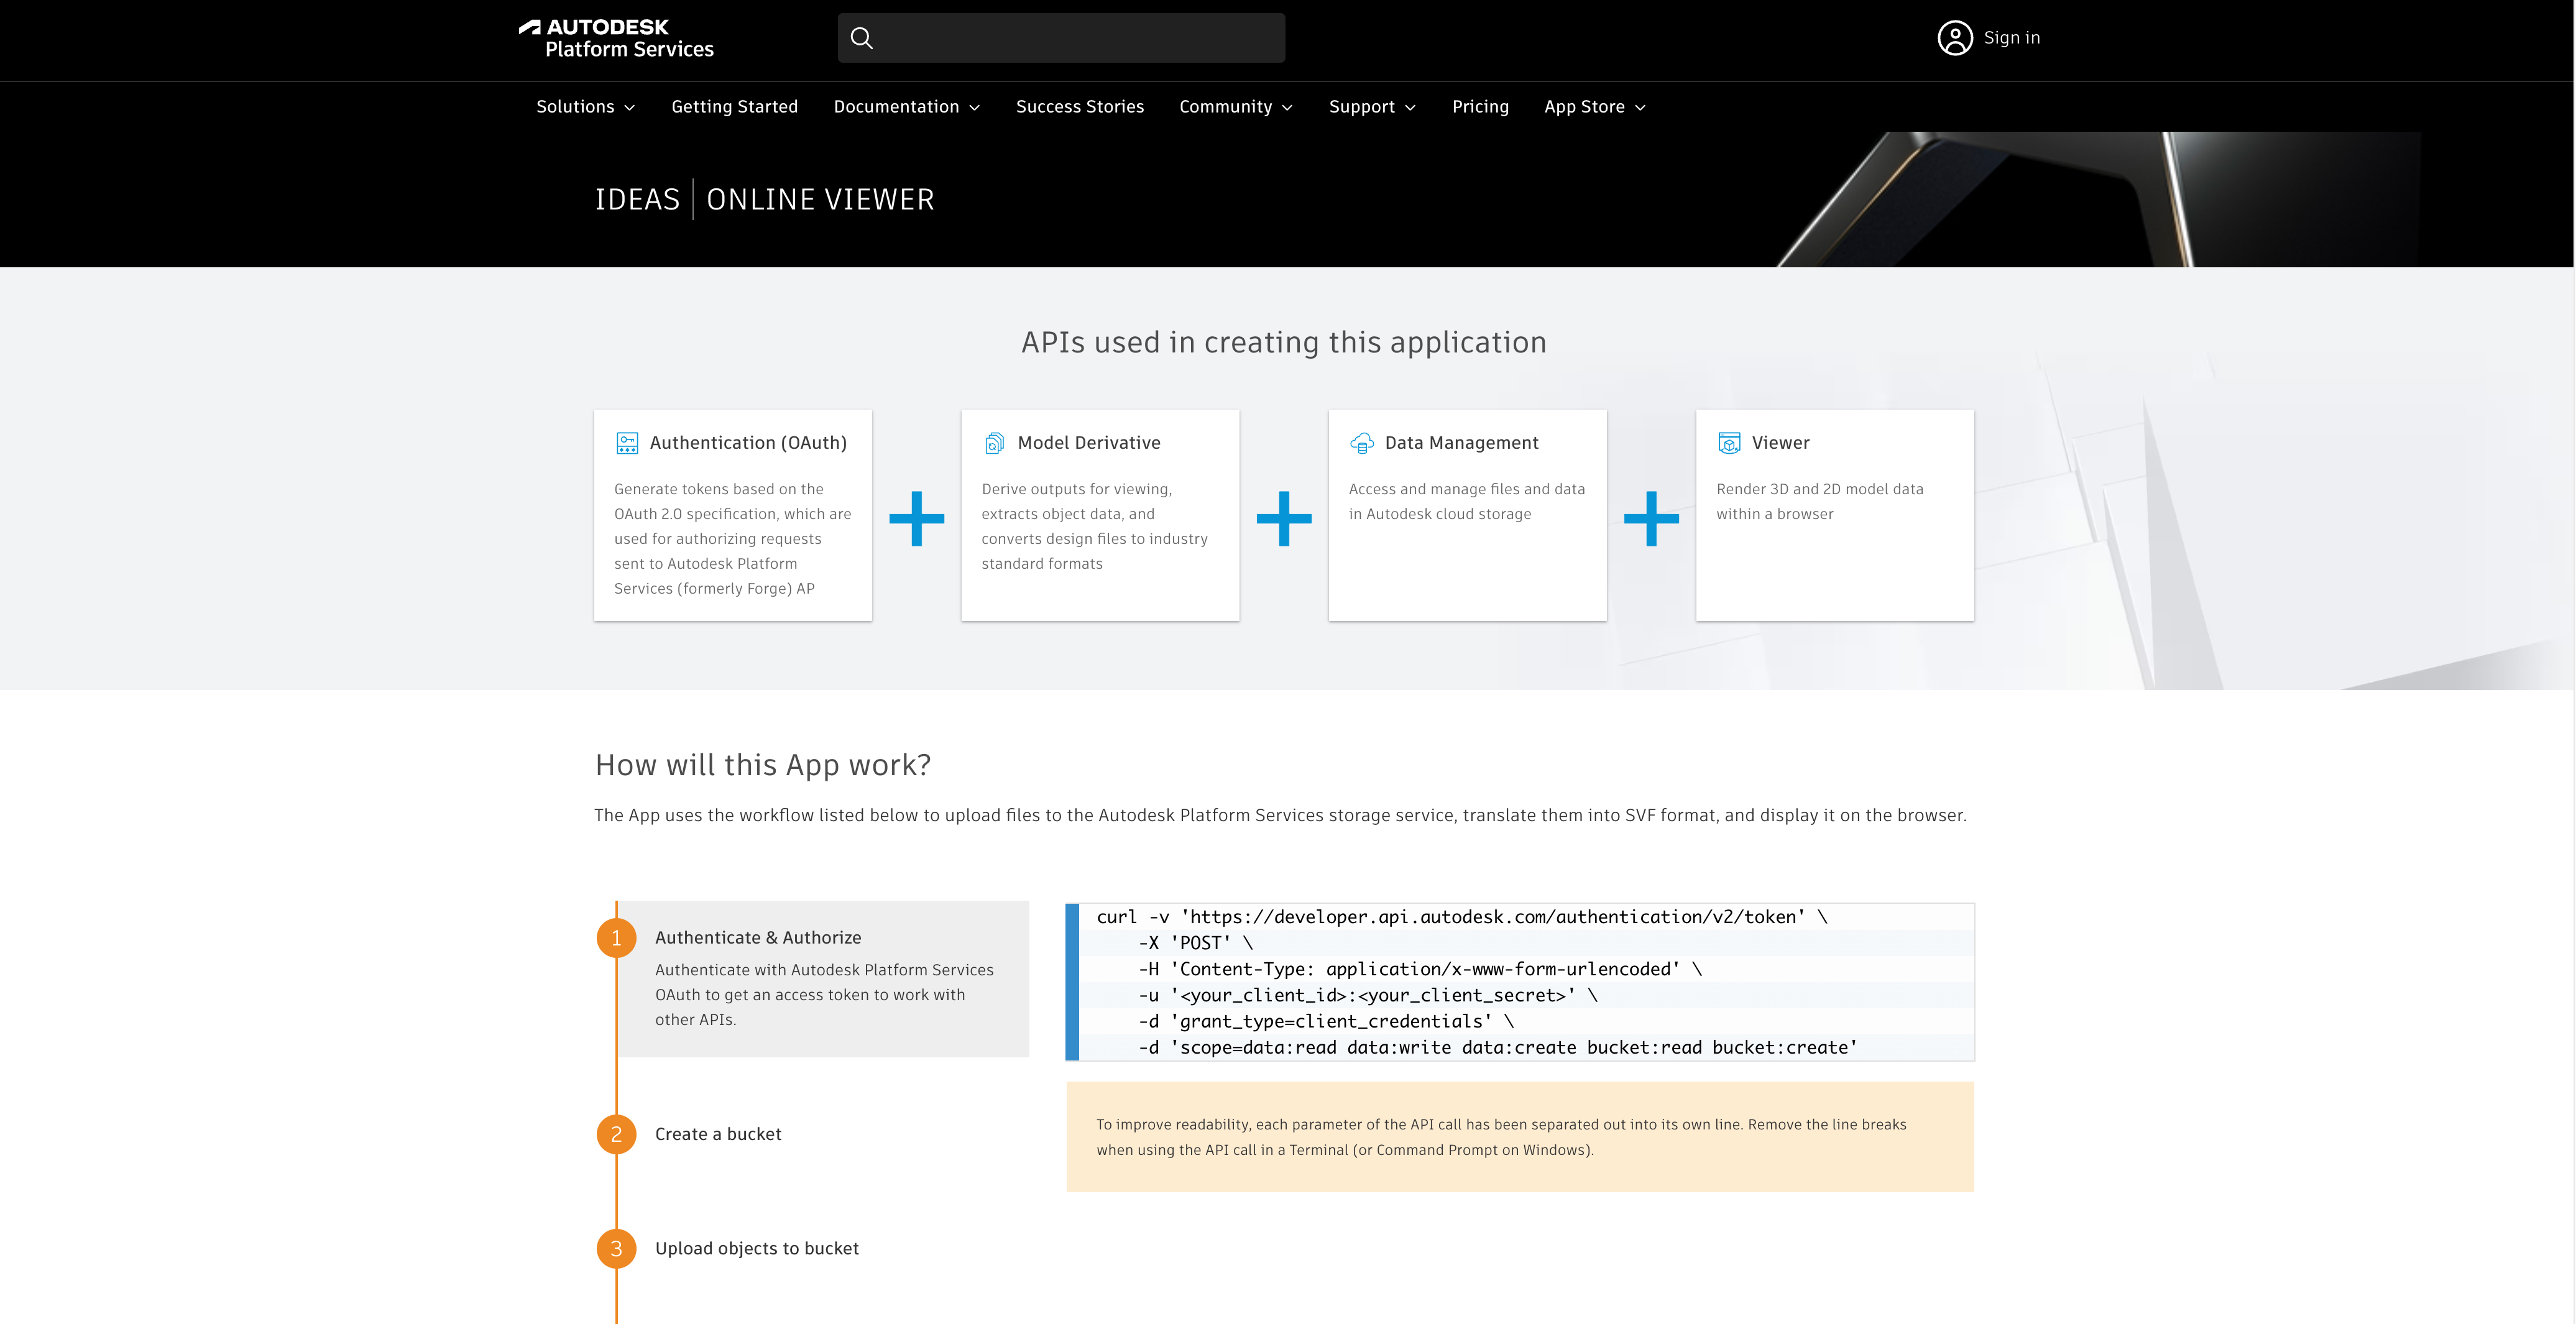 AUTODESK
Platform Services
Sign in
Solutions
Getting Started
Documentation
Success Stories
Community
Support
Pricing
App Store
IDEAS
ONLINE VIEWER
APIs used in creating this application
Authentication (OAuth)
Generate tokens based on the
OAuth 2.0 specification, which are
used for authorizing requests
sent to Autodesk Platform
Services (formerly Forge) AP
Model Derivative
Derive outputs for viewing,
extracts object data, and
converts design files to industry
standard formats
Data Management
Access and manage files and data
in Autodesk cloud storage
Viewer
Render 3D and 2D model data
within a browser
How will this App work?
The App uses the workflow listed below to upload files to the Autodesk Platform Services storage service, translate them into SVF format, and display it on the browser.
1
Authenticate & Authorize
Authenticate with Autodesk Platform Services
OAuth to get an access token to work with
other APIs.
2
Create a bucket
3
Upload objects to bucket
curl -v 'https://developer.api.autodesk.com/authentication/v2/token' \
-X 'POST' \
-H 'Content-Type: application/x-www-form-urlencoded' \
-u '<your_client_id>:<your_client_secret>' \
-d 'grant_type=client_credentials' \
-d 'scope=data:read data:write data:create bucket:read bucket:create'
To improve readability, each parameter of the API call has been separated out into its own line. Remove the line breaks
when using the API call in a Terminal (or Command Prompt on Windows).